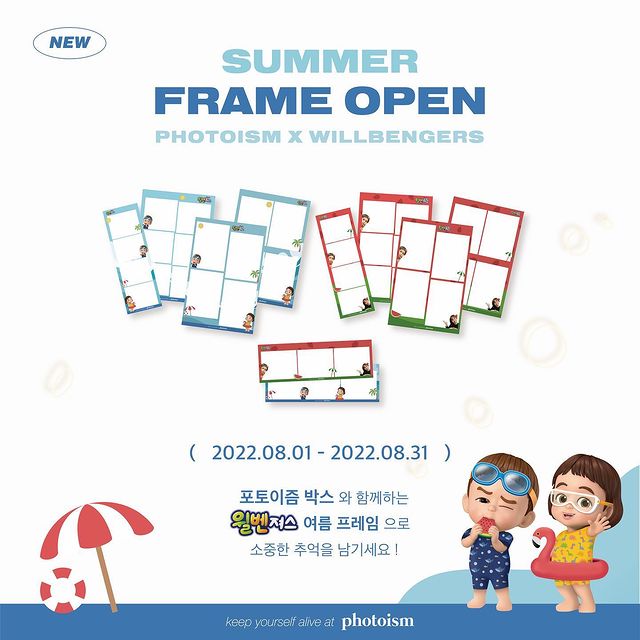 NEW
SUMMER
FRAME OPEN
PHOTOISM X WILLBENGERS
( 2022.08.01 - 2022.08.31 )
포토이즘 박스 와 함께하는
윌벤져스 여름 프레임 으로
소중한 추억을 남기세요 !
keep yourself alive at photoism